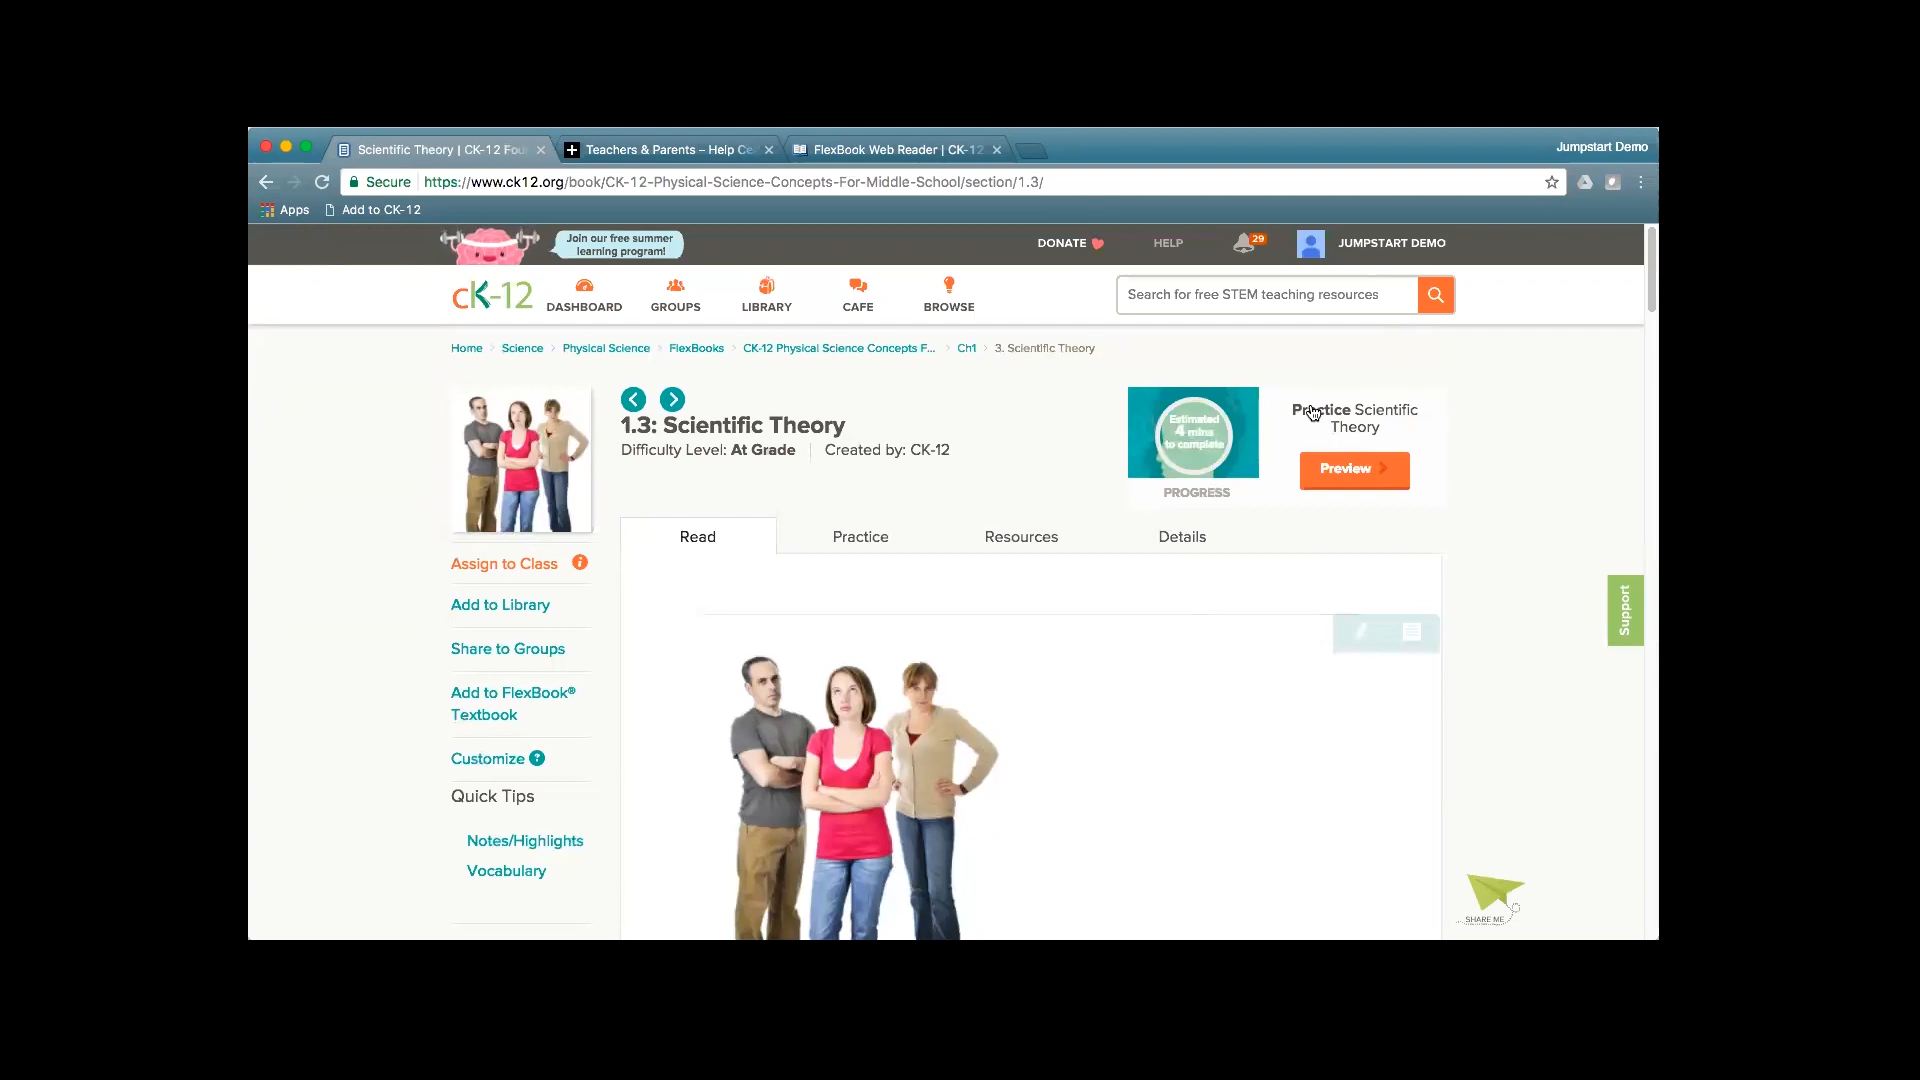 Scientific Theory | CK-12 Fou
Teachers & Parents – Help Ce
FlexBook Web Reader | CK-12
Jumpstart Demo
Secure
https://www.ck12.org/book/CK-12-Physical-Science-Concepts-For-Middle-School/section/1.3/
Apps
Add to CK-12
Join our free summer
learning program!
DONATE
HELP
29
JUMPSTART DEMO
cK-12
DASHBOARD
GROUPS
LIBRARY
CAFE
BROWSE
Search for free STEM teaching resources
Home
Science
Physical Science
FlexBooks
CK-12 Physical Science Concepts F...
Ch1
3. Scientific Theory
1.3: Scientific Theory
Difficulty Level: At Grade
Created by: CK-12
Estimated
4 mins
to complete
PROGRESS
Practice Scientific
Theory
Preview
Read
Practice
Resources
Details
Assign to Class
Add to Library
Share to Groups
Add to FlexBook®
Textbook
Customize
Quick Tips
Notes/Highlights
Vocabulary
Support
SHARE ME